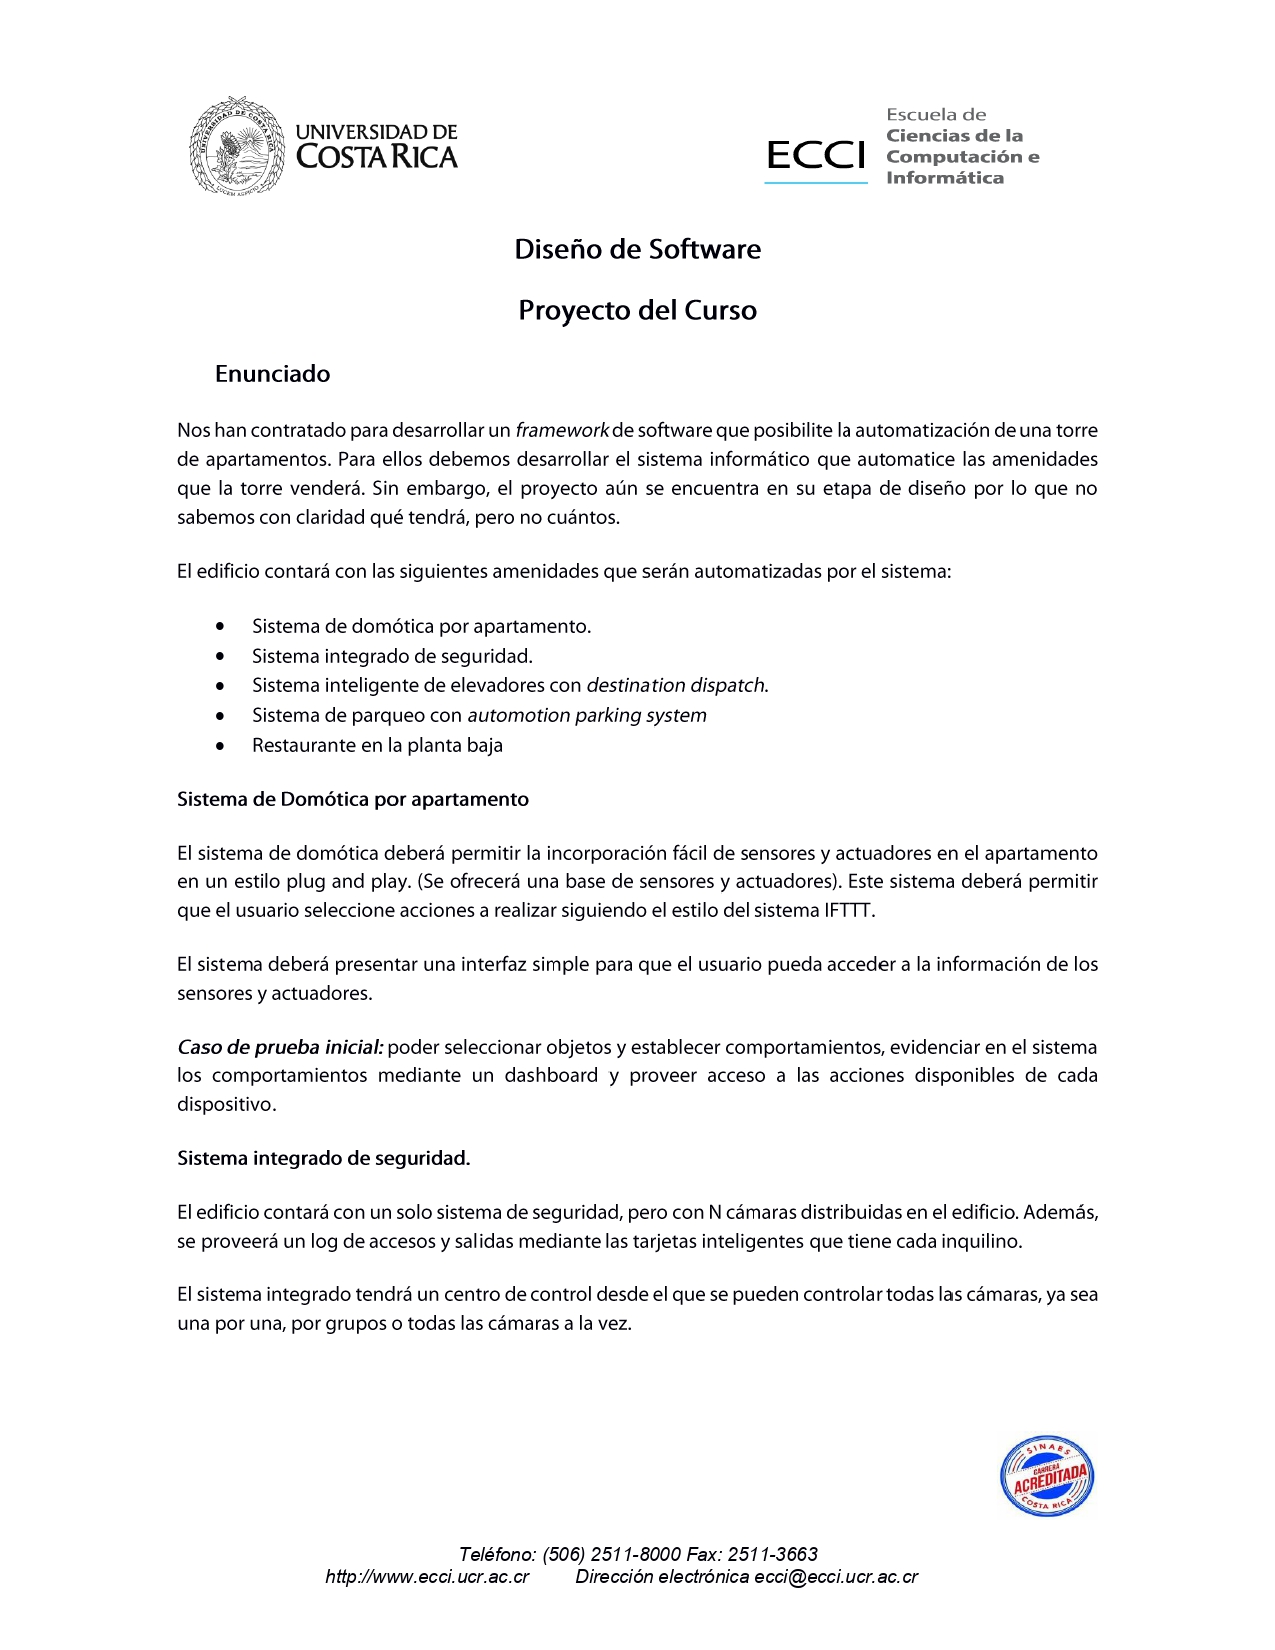 UNIVERSIDAD DE COSTA RICA
LUCEM ASPICIO
UNIVERSIDAD DE
COSTA RICA
ECCI
Escuela de
Ciencias de la
Computación e
Informática
Diseño de Software
Proyecto del Curso
Enunciado
Nos han contratado para desarrollar un framework de software que posibilite la automatización de una torre
de apartamentos. Para ellos debemos desarrollar el sistema informático que automatice las amenidades
que la torre venderá. Sin embargo, el proyecto aún se encuentra en su etapa de diseño por lo que no
sabemos con claridad qué tendrá, pero no cuántos.
El edificio contará con las siguientes amenidades que serán automatizadas por el sistema:
• Sistema de domótica por apartamento.
• Sistema integrado de seguridad.
• Sistema inteligente de elevadores con destination dispatch.
• Sistema de parqueo con automotion parking system
• Restaurante en la planta baja
Sistema de Domótica por apartamento
El sistema de domótica deberá permitir la incorporación fácil de sensores y actuadores en el apartamento
en un estilo plug and play. (Se ofrecerá una base de sensores y actuadores). Este sistema deberá permitir
que el usuario seleccione acciones a realizar siguiendo el estilo del sistema IFTTT.
El sistema deberá presentar una interfaz simple para que el usuario pueda acceder a la información de los
sensores y actuadores.
Caso de prueba inicial: poder seleccionar objetos y establecer comportamientos, evidenciar en el sistema
los comportamientos mediante un dashboard y proveer acceso a las acciones disponibles de cada
dispositivo.
Sistema integrado de seguridad.
El edificio contará con un solo sistema de seguridad, pero con N cámaras distribuidas en el edificio. Además,
se proveerá un log de accesos y salidas mediante las tarjetas inteligentes que tiene cada inquilino.
El sistema integrado tendrá un centro de control desde el que se pueden controlar todas las cámaras, ya sea
una por una, por grupos o todas las cámaras a la vez.
SINAES
CARRERA
ACREDITADA
COSTA RICA
Teléfono: (506) 2511-8000 Fax: 2511-3663
http://www.ecci.ucr.ac.cr Dirección electrónica ecci@ecci.ucr.ac.cr